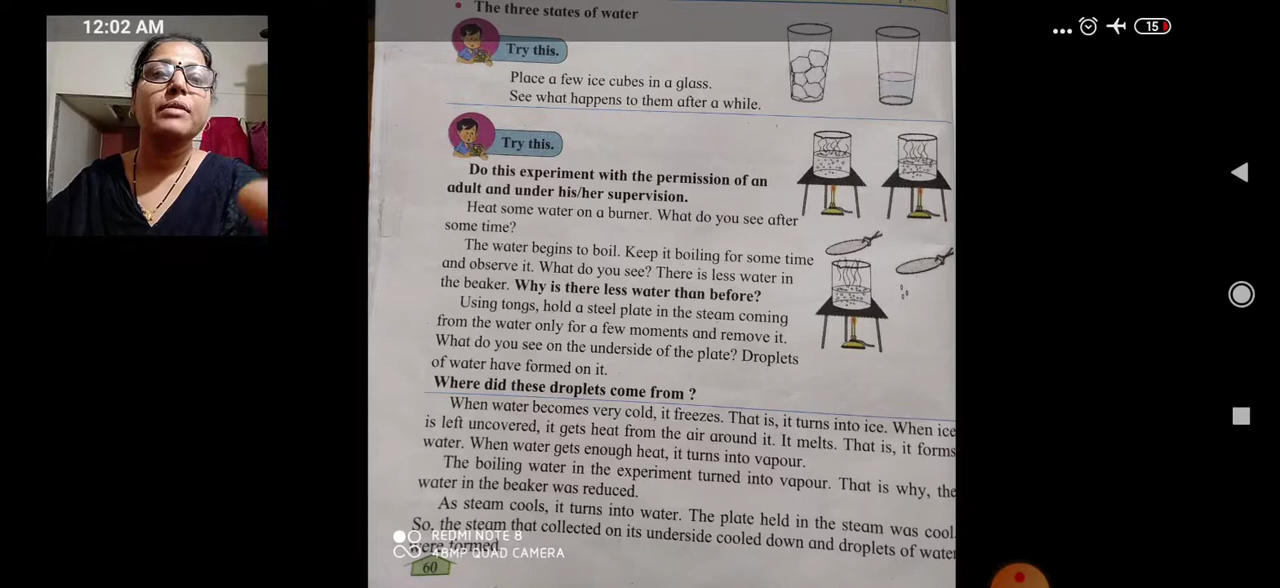 12:02 AM
15
• The three states of water
Try this.
Place a few ice cubes in a glass.
See what happens to them after a while.
Try this.
Do this experiment with the permission of an
adult and under his/her supervision.
Heat some water on a burner. What do you see after
some time?
The water begins to boil. Keep it boiling for some time
and observe it. What do you see? There is less water in
the beaker. Why is there less water than before?
Using tongs, hold a steel plate in the steam coming
from the water only for a few moments and remove it.
What do you see on the underside of the plate? Droplets
of water have formed on it.
Where did these droplets come from ?
When water becomes very cold, it freezes. That is, it turns into ice. When ice
is left uncovered, it gets heat from the air around it. It melts. That is, it forms
water. When water gets enough heat, it turns into vapour.
The boiling water in the experiment turned into vapour. That is why, the
water in the beaker was reduced.
As steam cools, it turns into water. The plate held in the steam was cool.
So, the steam that collected on its underside cooled down and droplets of water
were formed.
REDMI NOTE 8
48MP QUAD CAMERA
60